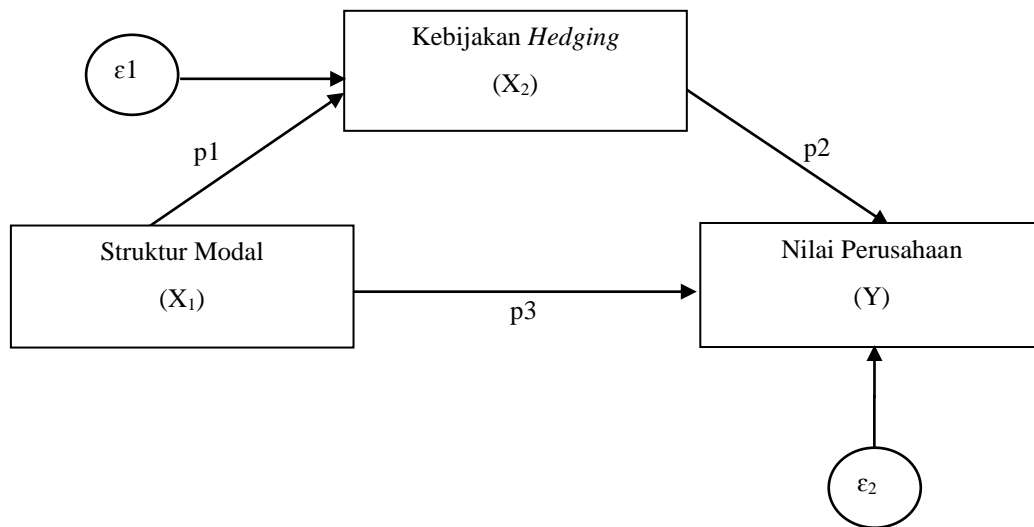 Kebijakan Hedging
(X₂)
ε1
p1
p2
Struktur Modal
(X₁)
Nilai Perusahaan
(Y)
p3
ε₂